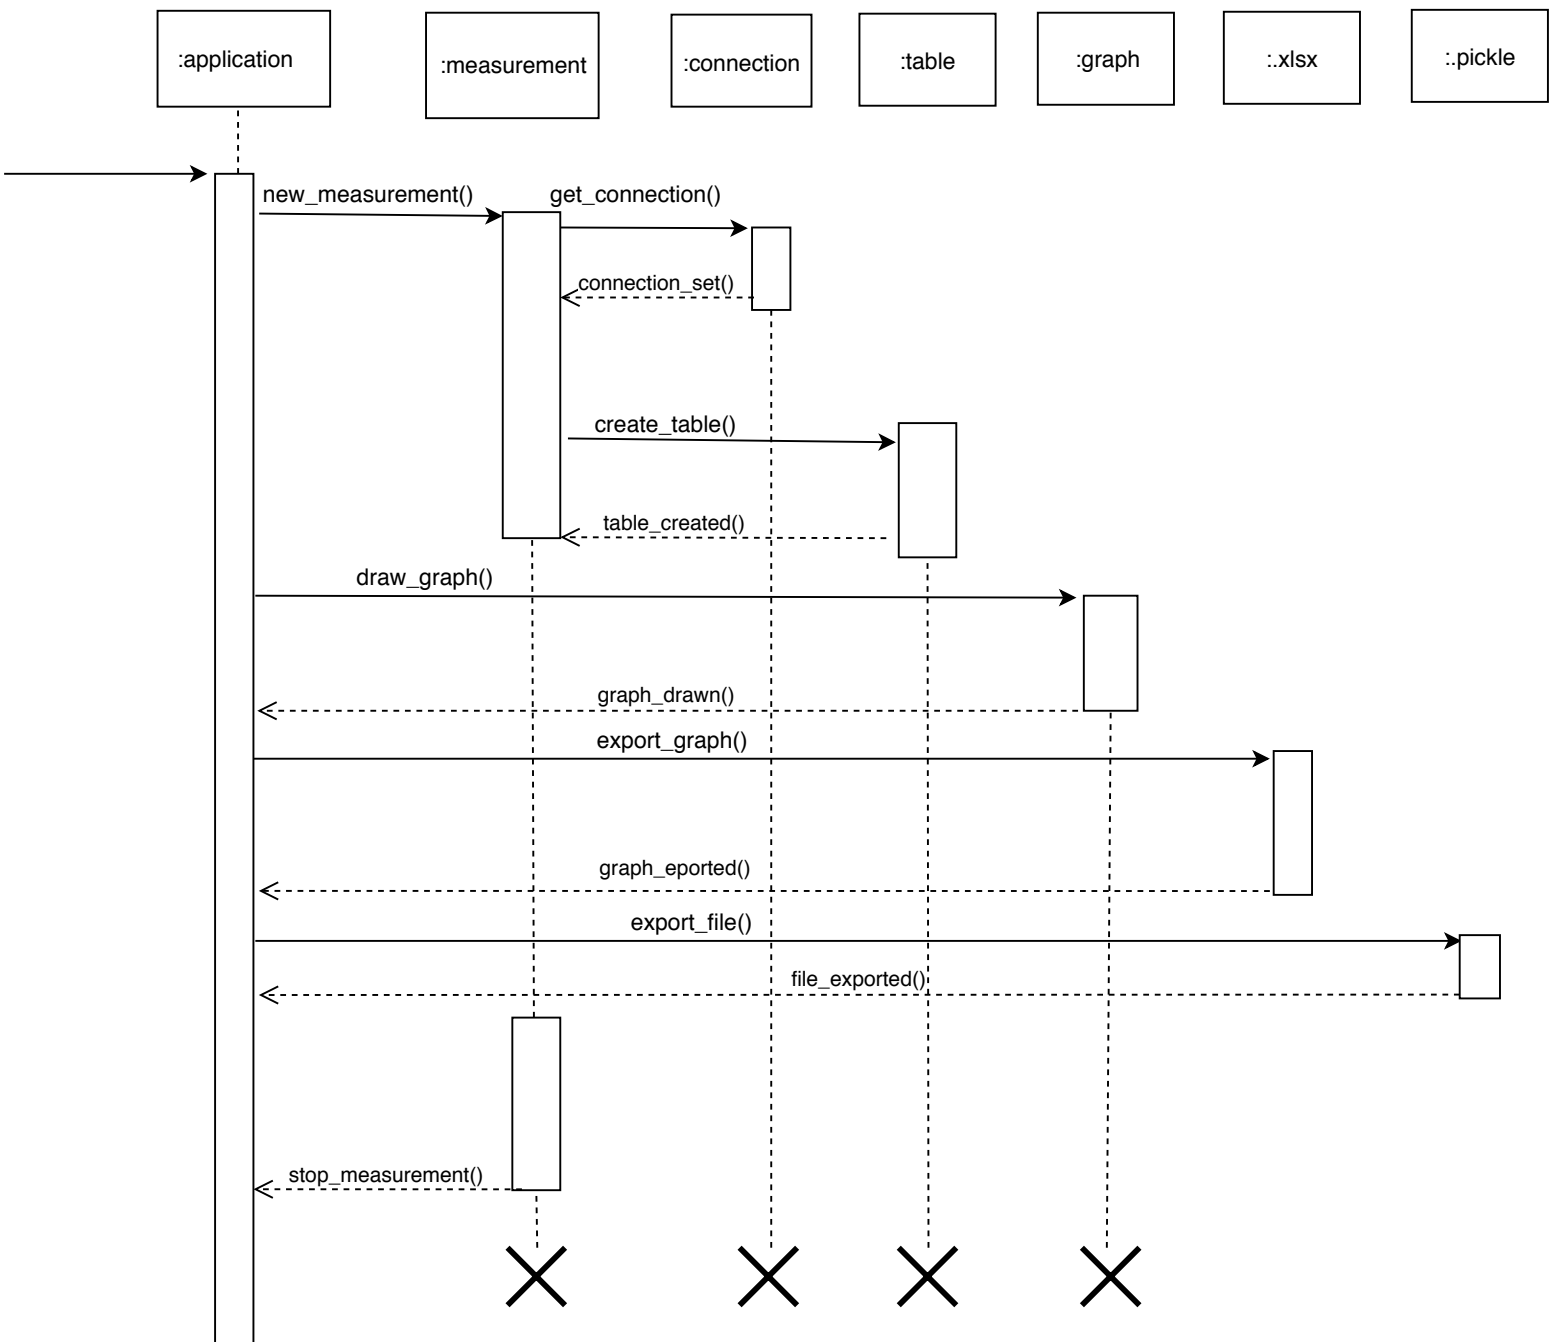 :application
:measurement
:connection
:table
:graph
:.xlsx
:.pickle
new_measurement()
get_connection()
connection_set()
create_table()
table_created()
draw_graph()
graph_drawn()
export_graph()
graph_eported()
export_file()
file_exported()
stop_measurement()